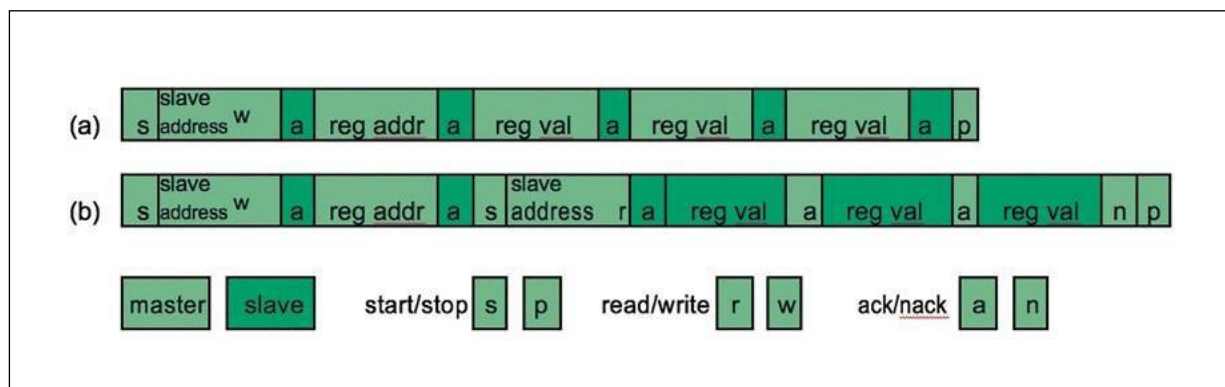 slave
(a) s address w a reg addr a reg val a reg val a reg val a p
slave slave
(b) s address w a reg addr a s address r a reg val a reg val a reg val n p
master slave start/stop s p read/write r w ack/nack a n